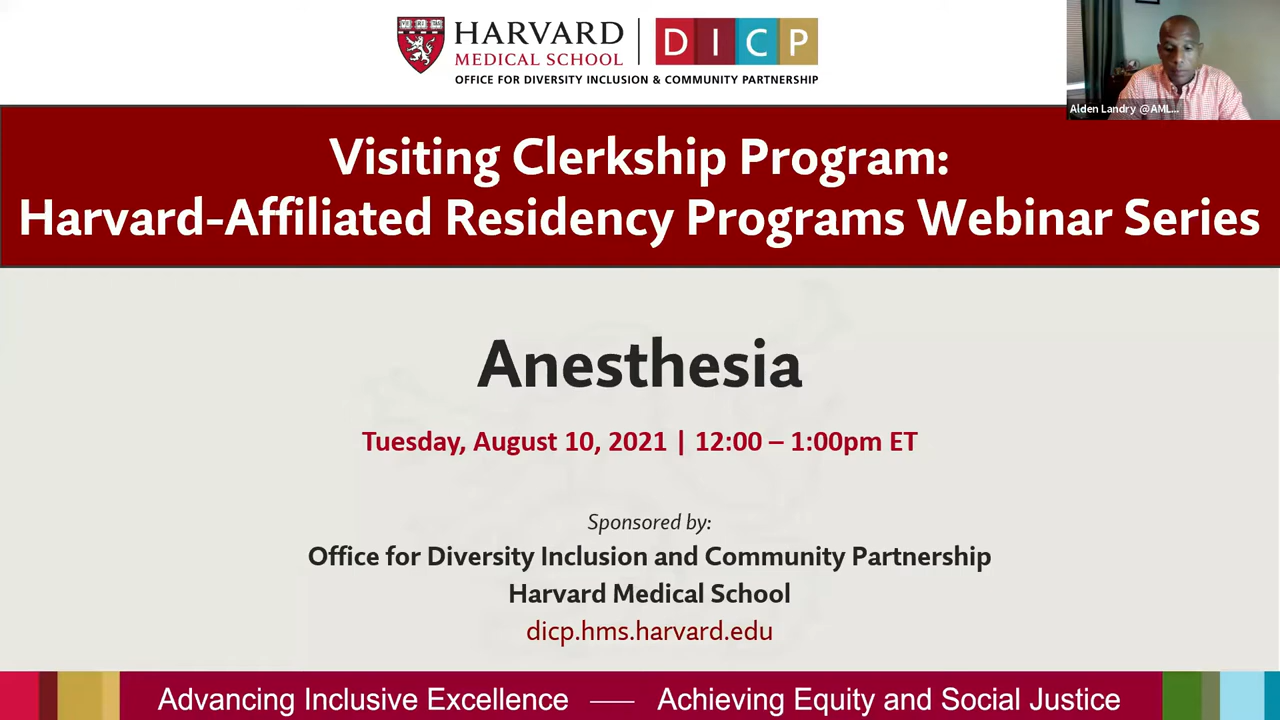 HARVARD
MEDICAL SCHOOL
DICP
OFFICE FOR DIVERSITY INCLUSION & COMMUNITY PARTNERSHIP
Alden Landry @AML...
Visiting Clerkship Program:
Harvard-Affiliated Residency Programs Webinar Series
Anesthesia
Tuesday, August 10, 2021 | 12:00 – 1:00pm ET
Sponsored by:
Office for Diversity Inclusion and Community Partnership
Harvard Medical School
dicp.hms.harvard.edu
Advancing Inclusive Excellence — Achieving Equity and Social Justice